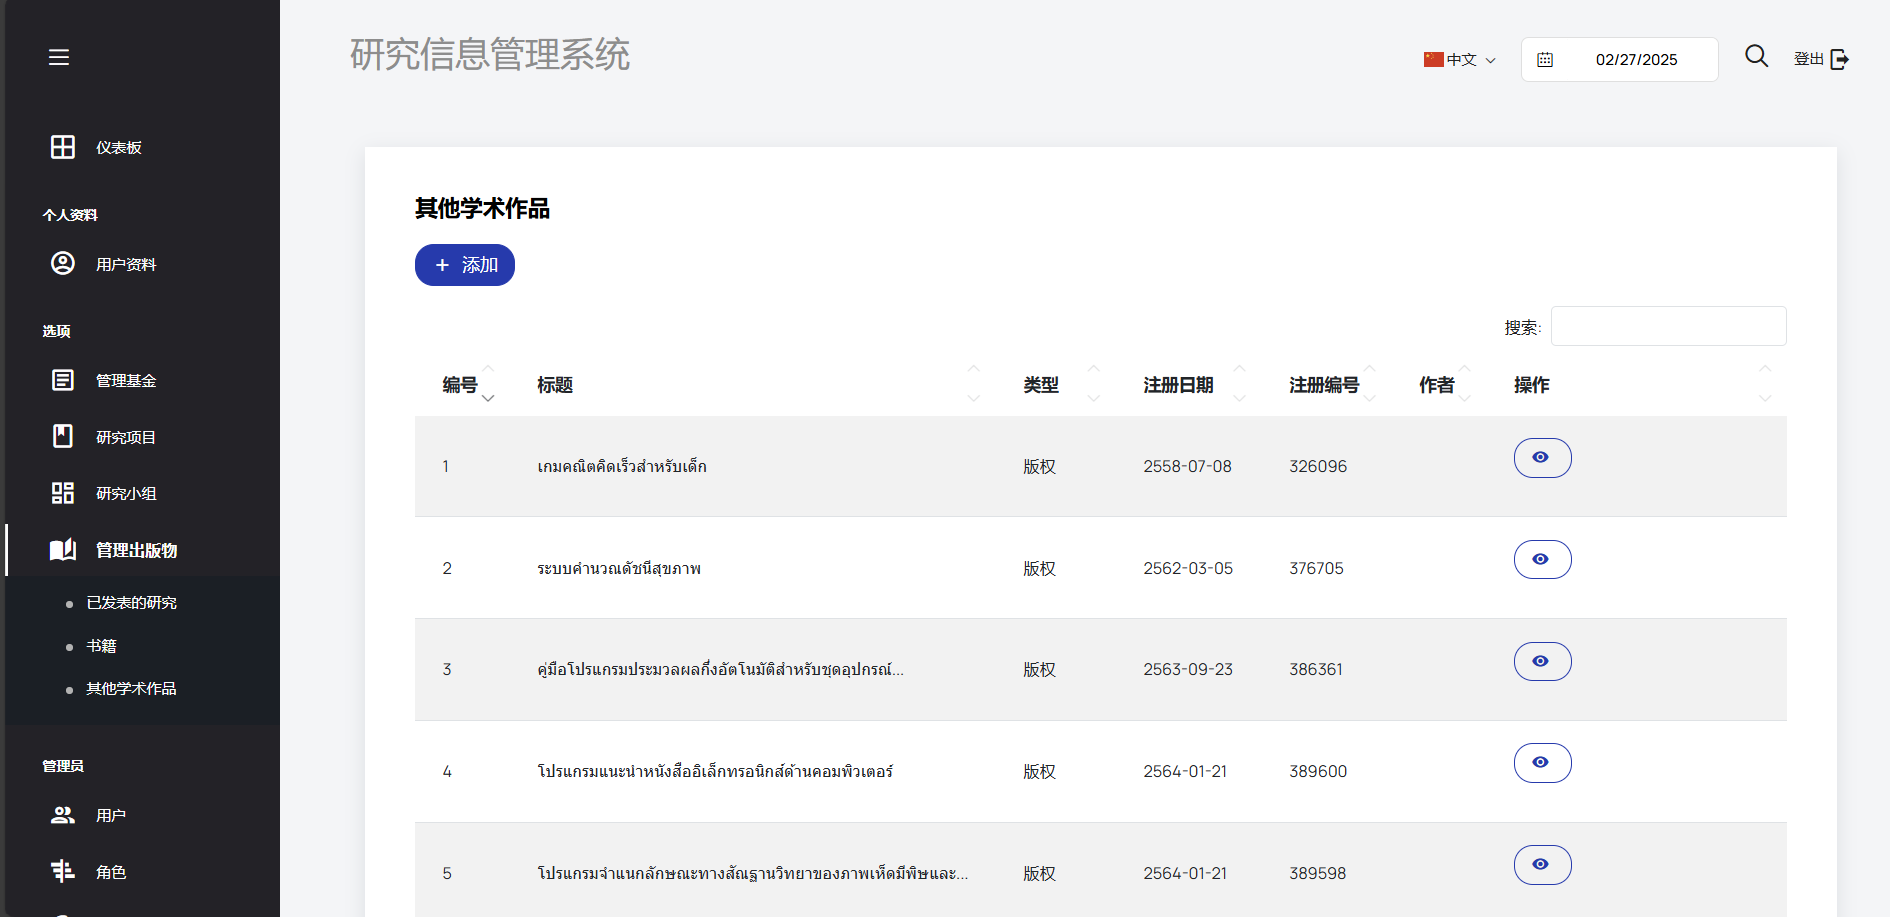 研究信息管理系统
中文
02/27/2025
登出
仪表板
个人资料
用户资料
选项
管理基金
研究项目
研究小组
管理出版物
已发表的研究
书籍
其他学术作品
管理员
用户
角色
其他学术作品
+ 添加
搜索:
编号 标题 类型 注册日期 注册编号 作者 操作
1 เกมคณิตคิดเร็วสำหรับเด็ก 版权 2558-07-08 326096
2 ระบบคำนวณดัชนีสุขภาพ 版权 2562-03-05 376705
3 คู่มือโปรแกรมประมวลผลกึ่งอัตโนมัติสำหรับชุดอุปกรณ์... 版权 2563-09-23 386361
4 โปรแกรมแนะนำหนังสืออิเล็กทรอนิกส์ด้านคอมพิวเตอร์ 版权 2564-01-21 389600
5 โปรแกรมจำแนกลักษณะทางสัณฐานวิทยาของภาพเห็ดมีพิษและ... 版权 2564-01-21 389598